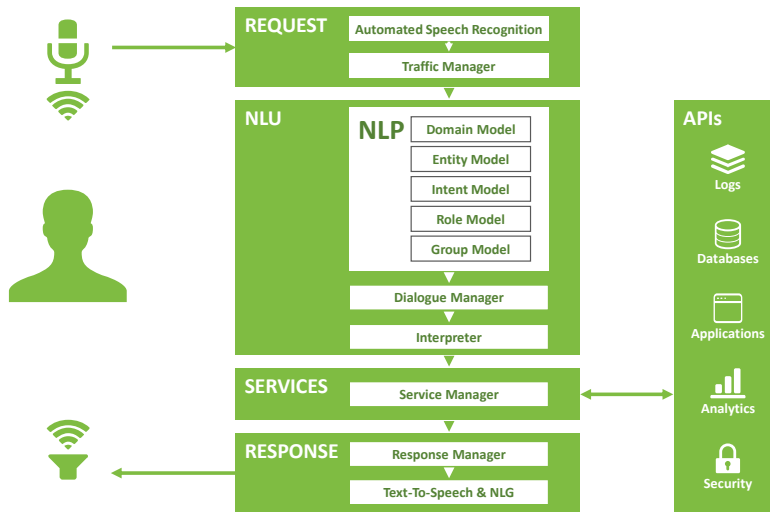 REQUEST
Automated Speech Recognition
Traffic Manager
NLU
NLP
Domain Model
Entity Model
Intent Model
Role Model
Group Model
Dialogue Manager
Interpreter
SERVICES
Service Manager
RESPONSE
Response Manager
Text-To-Speech & NLG
APIs
Logs
Databases
Applications
Analytics
Security